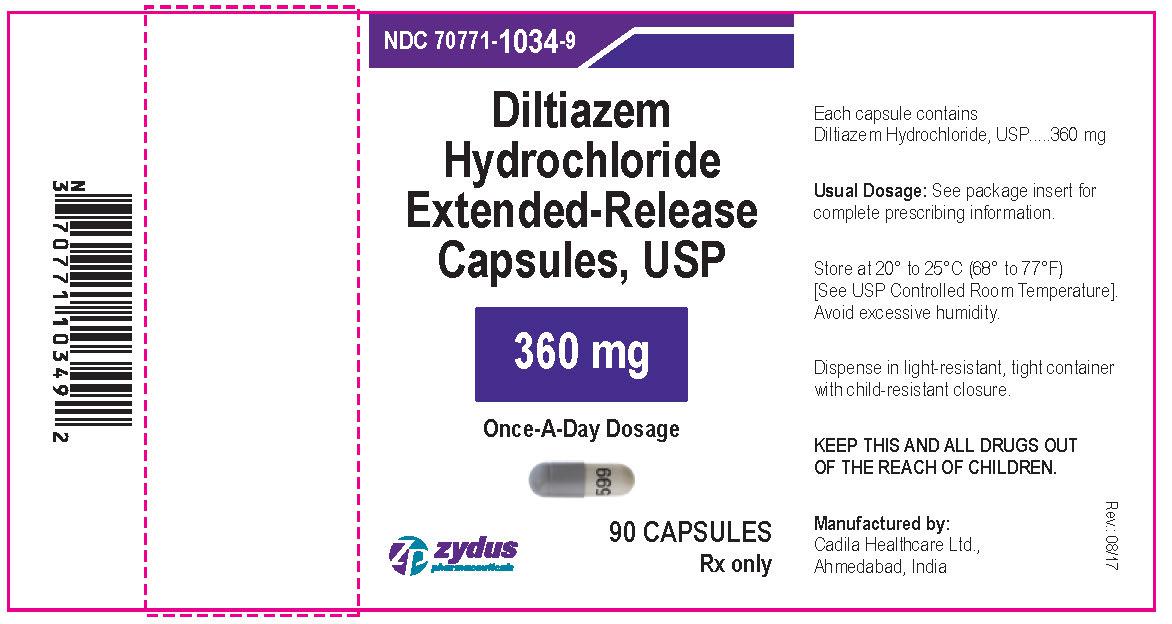 N
3 70771 10349 2
NDC 70771-1034-9
Diltiazem
Hydrochloride
Extended-Release
Capsules, USP
360 mg
Once-A-Day Dosage
599
zydus
pharmaceuticals
90 CAPSULES
Rx only
Each capsule contains
Diltiazem Hydrochloride, USP.....360 mg
Usual Dosage: See package insert for
complete prescribing information.
Store at 20° to 25°C (68° to 77°F)
[See USP Controlled Room Temperature].
Avoid excessive humidity.
Dispense in light-resistant, tight container
with child-resistant closure.
KEEP THIS AND ALL DRUGS OUT
OF THE REACH OF CHILDREN.
Manufactured by:
Cadila Healthcare Ltd.,
Ahmedabad, India
Rev.: 08/17